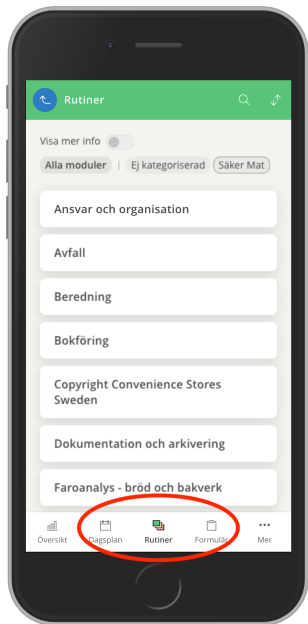 Rutiner
Visa mer info
Alla moduler | Ej kategoriserad Säker Mat
Ansvar och organisation
Avfall
Beredning
Bokföring
Copyright Convenience Stores
Sweden
Dokumentation och arkivering
Faroanalys - bröd och bakverk
Översikt Dagsplan Rutiner Formulär Mer